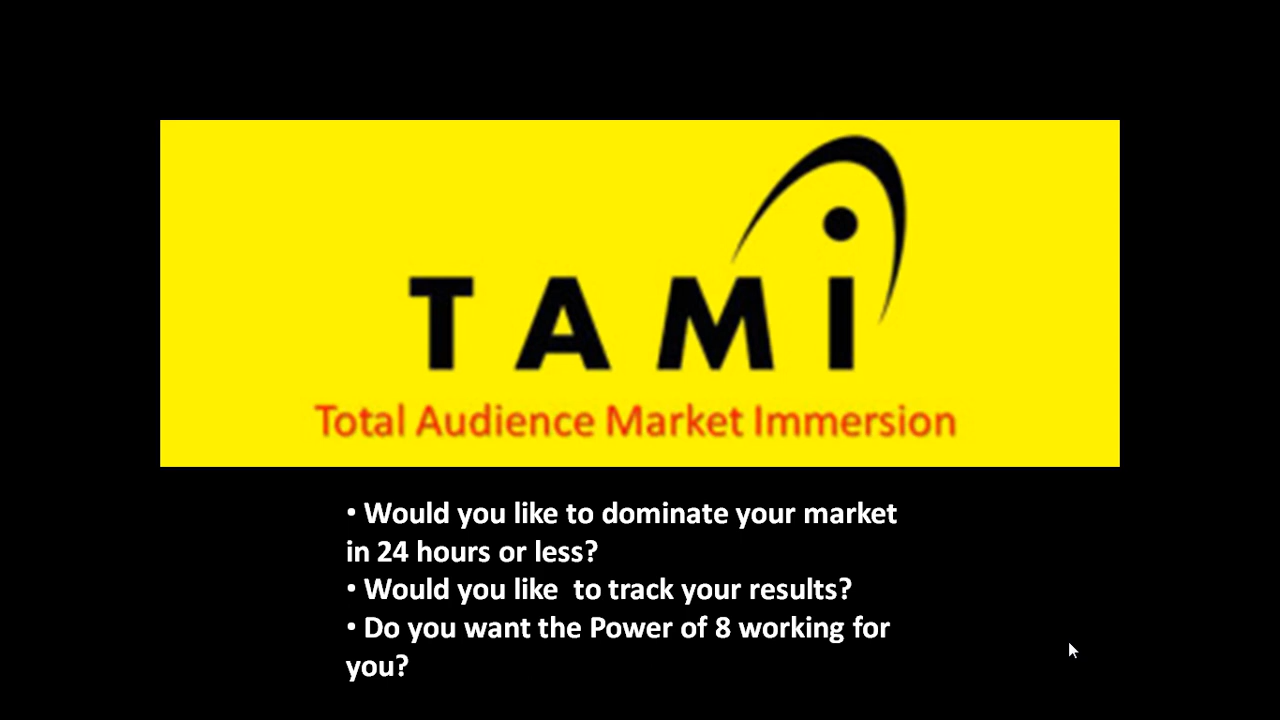 T A M I
Total Audience Market Immersion
• Would you like to dominate your market
in 24 hours or less?
• Would you like  to track your results?
• Do you want the Power of 8 working for
you?